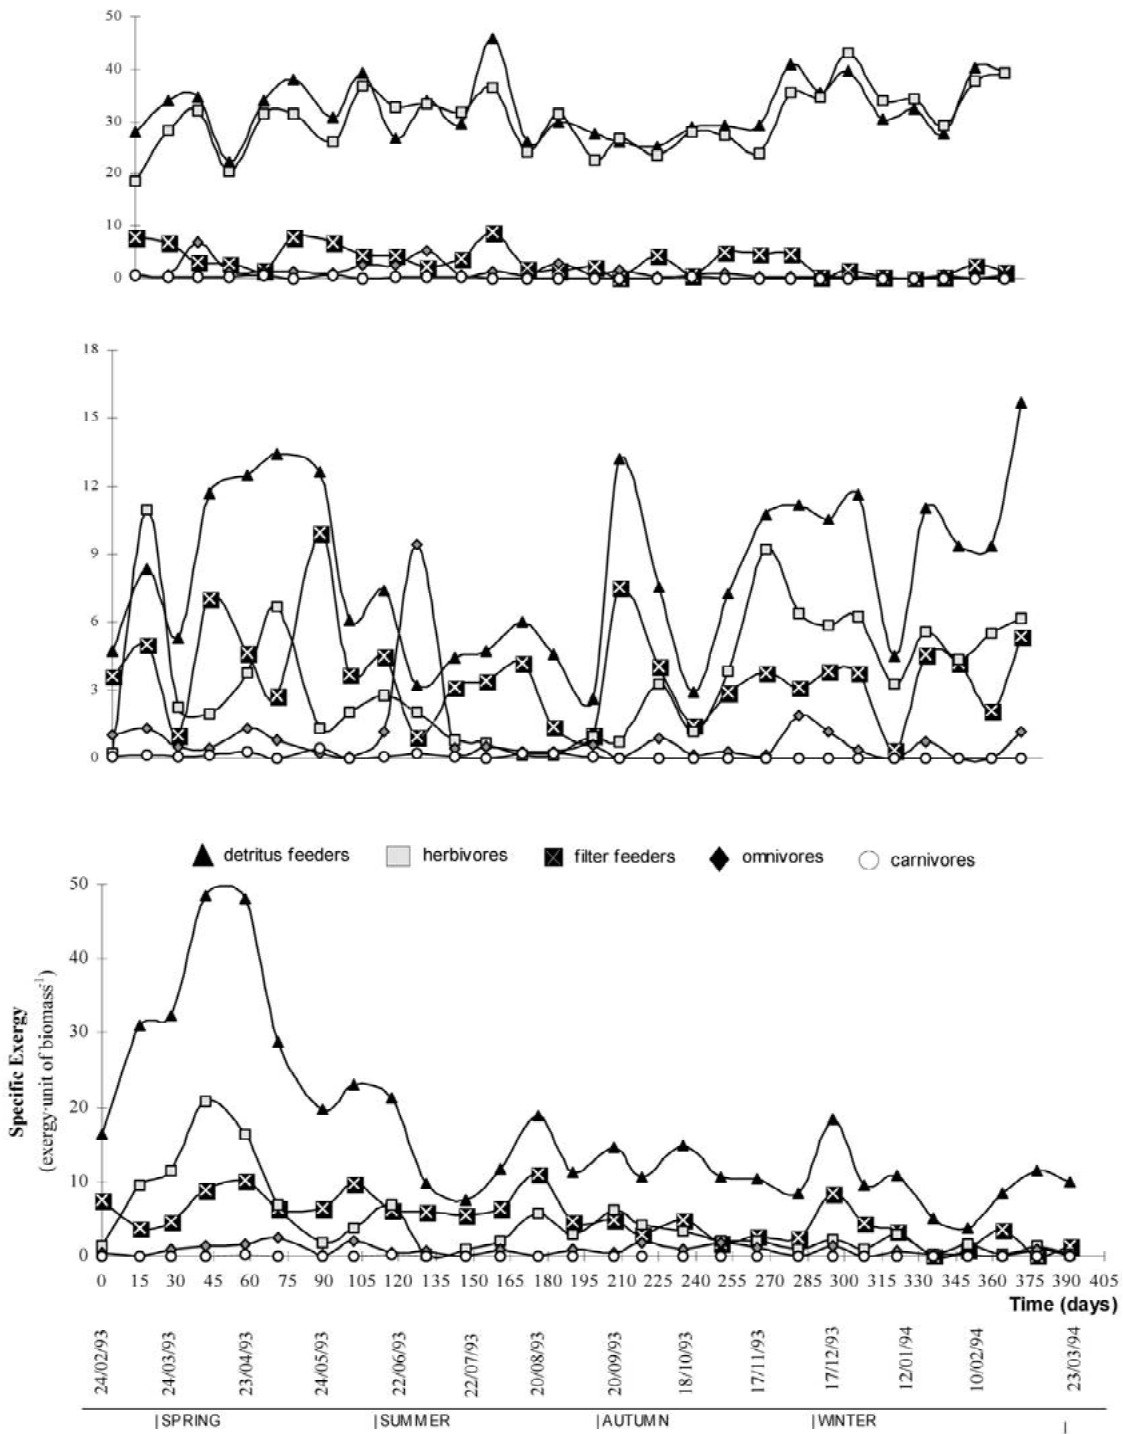 50
40
30
20
10
0
18
15
12
9
6
3
0
detritus feeders herbivores filter feeders omnivores carnivores
50
40
30
20
10
0
Specific Exergy
(exergy·unit of biomass⁻¹)
0 15 30 45 60 75 90 105 120 135 145 165 180 195 210 225 240 255 270 285 300 315 330 345 360 375 390 405
Time (days)
24/02/93 24/03/93 23/04/93 24/05/93 22/06/93 22/07/93 20/08/93 20/09/93 18/10/93 17/11/93 17/12/93 12/01/94 10/02/94 23/03/94
|SPRING |SUMMER |AUTUMN |WINTER |